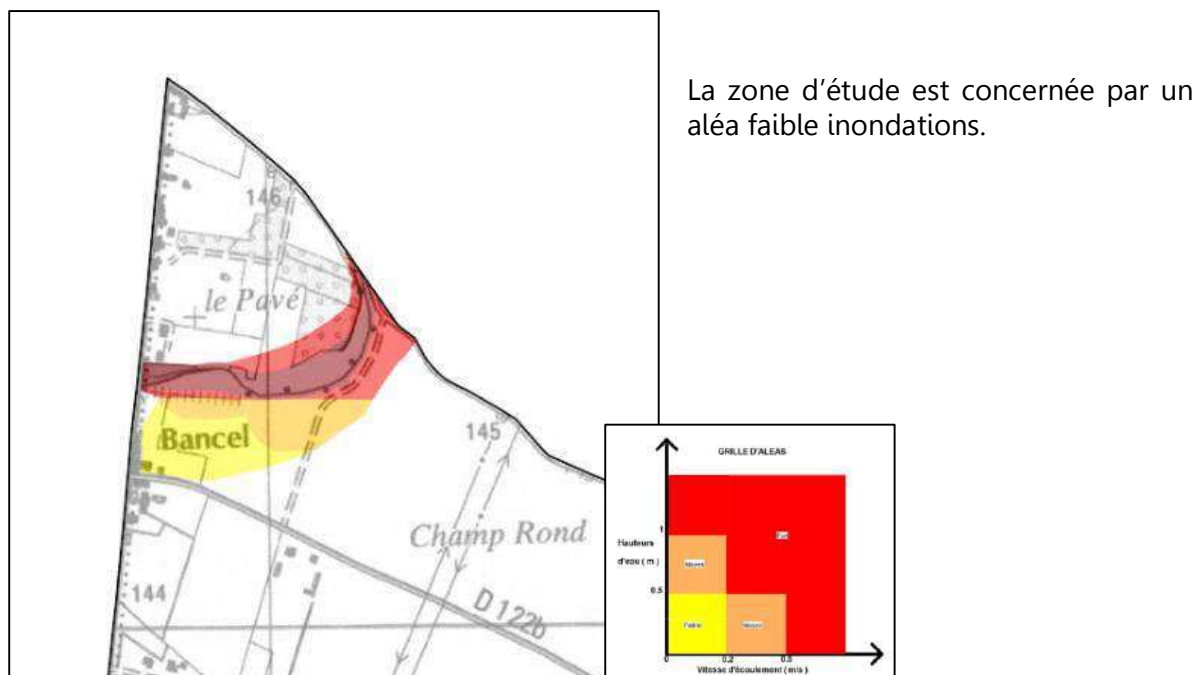 La zone d'étude est concernée par un
aléa faible inondations.
146
le Pavé
Bancel
145
Champ Rond
144
D 122b
GRILLE D'ALEAS
1
Hauteurs
d'eau ( m )
0.5
Fort
Moyen
Faible
Moyen
0
0.2
0.5
Vitesse d'écoulement ( m/s )